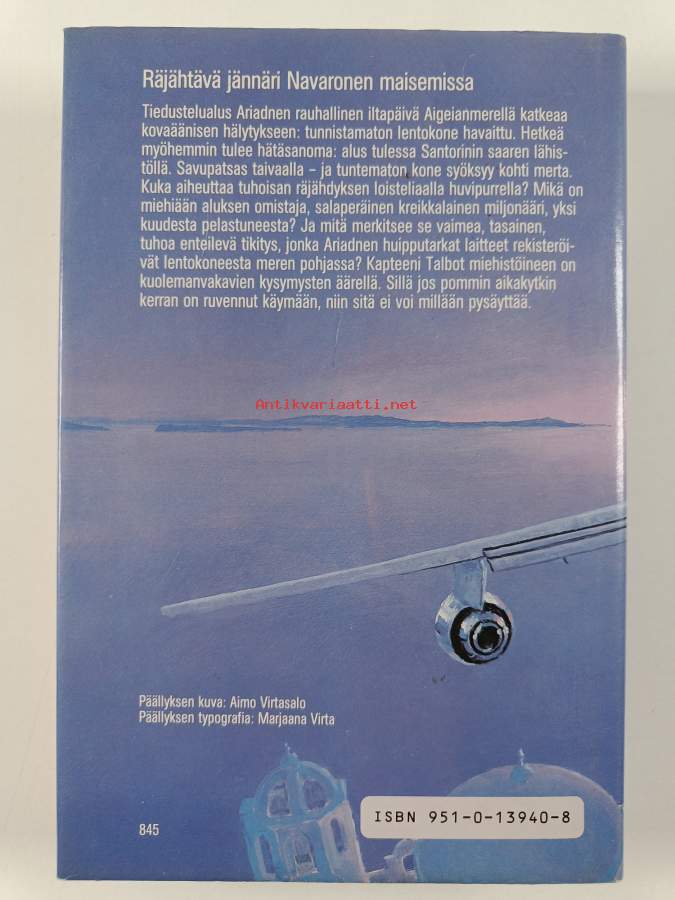 Räjähtävä jännäri Navaronen maisemissa
Tiedustelualus Ariadnen rauhallinen iltapäivä Aigeianmerellä katkeaa
kovaäänisen hälytykseen: tunnistamaton lentokone havaittu. Hetkeä
myöhemmin tulee hätäsanoma: alus tulessa Santorinin saaren lähis-
töllä. Savupatsas taivaalla – ja tuntematon kone syöksyy kohti merta.
Kuka aiheuttaa tuhoisan räjähdyksen loisteliaalla huvipurrella? Mikä on
miehiään aluksen omistaja, salaperäinen kreikkalainen miljonääri, yksi
kuudesta pelastuneesta? Ja mitä merkitsee se vaimea, tasainen,
tuhoa enteilevä tikitys, jonka Ariadnen huipputarkat laitteet rekisteröi-
vät lentokoneesta meren pohjassa? Kapteeni Talbot miehistöineen on
kuolemanvakavien kysymysten äärellä. Sillä jos pommin aikakytkin
kerran on ruvennut käymään, niin sitä ei voi millään pysäyttää.
Antikvariaatti.net
Päällyksen kuva: Aimo Virtasalo
Päällyksen typografia: Marjaana Virta
ISBN 951-0-13940-8
845